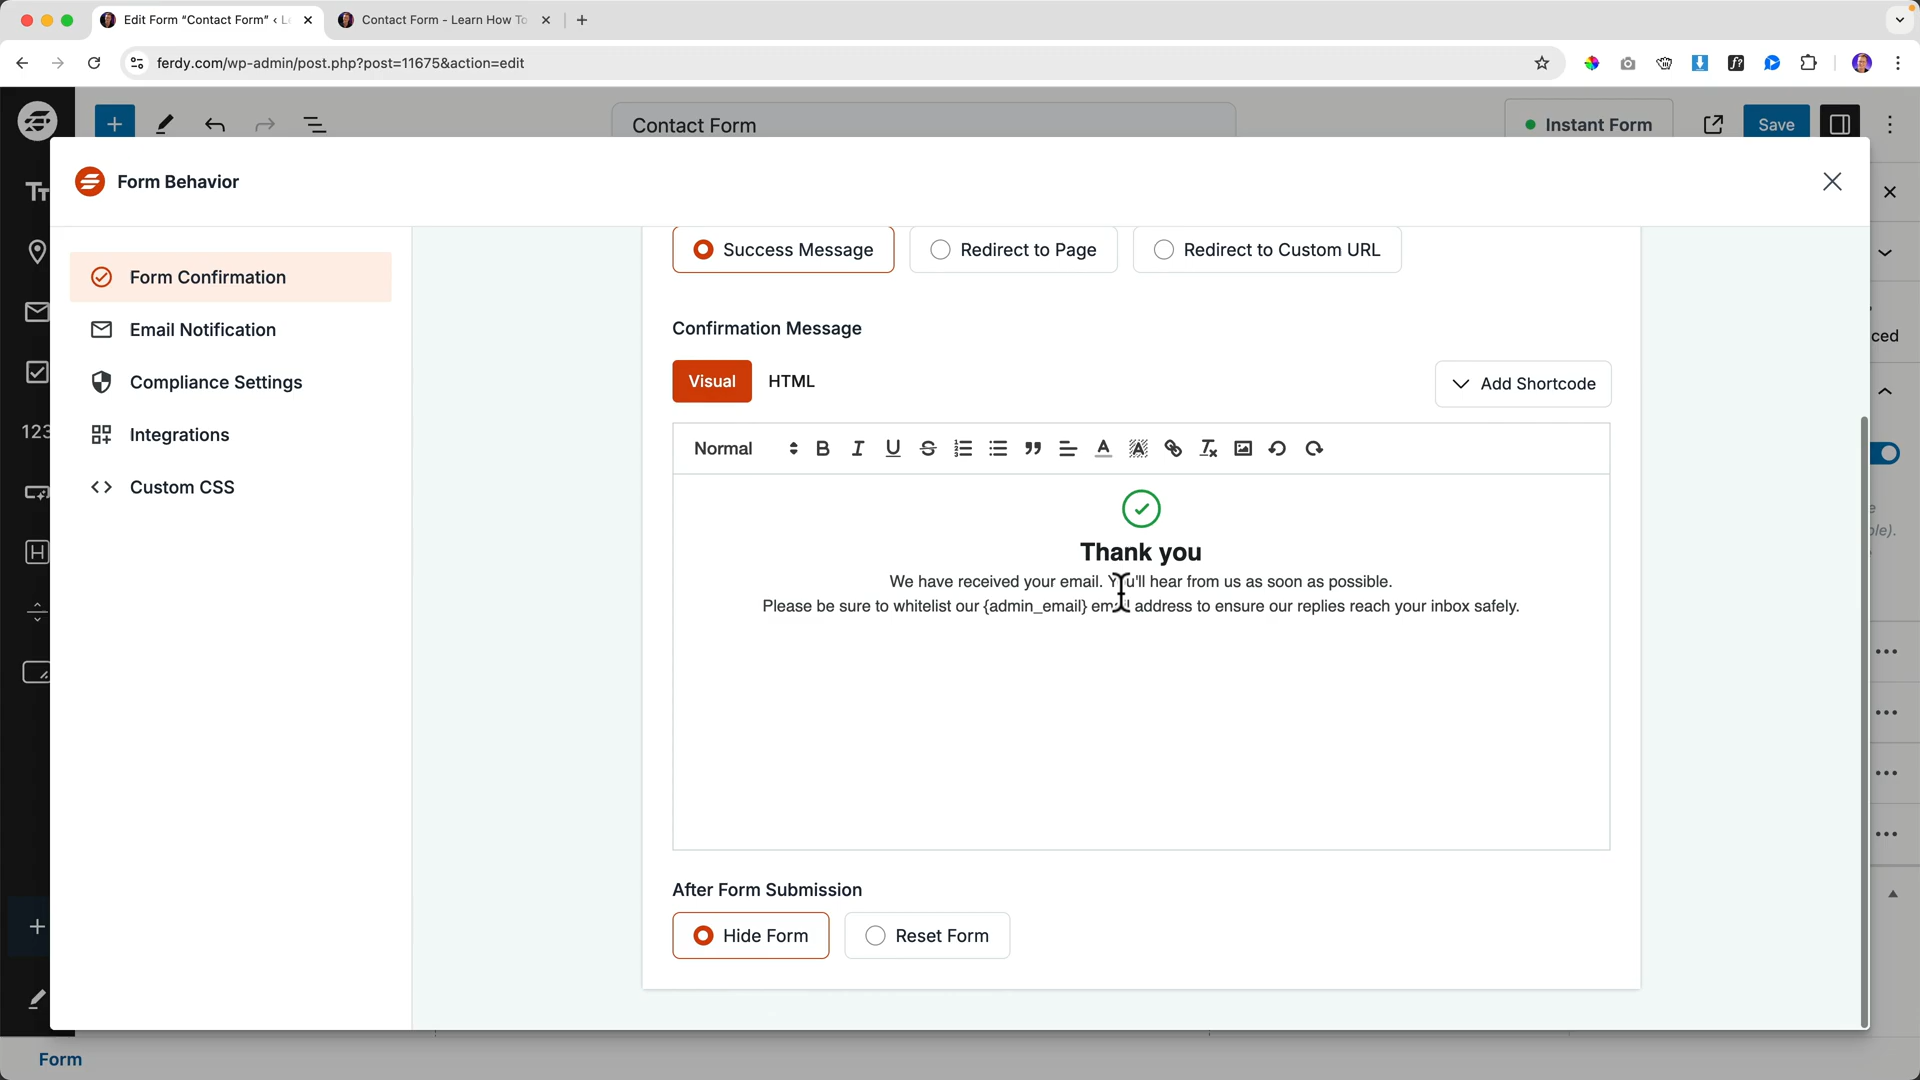 Edit Form “Contact Form” ‹ L
Contact Form - Learn How To
ferdy.com/wp-admin/post.php?post=11675&action=edit
Contact Form
Instant Form
Save
Form Behavior
Form Confirmation
Email Notification
Compliance Settings
Integrations
Custom CSS
Success Message
Redirect to Page
Redirect to Custom URL
Confirmation Message
Visual
HTML
Add Shortcode
Normal
Thank you
We have received your email. You'll hear from us as soon as possible.
Please be sure to whitelist our {admin_email} email address to ensure our replies reach your inbox safely.
After Form Submission
Hide Form
Reset Form
123
ced
ble).
Form